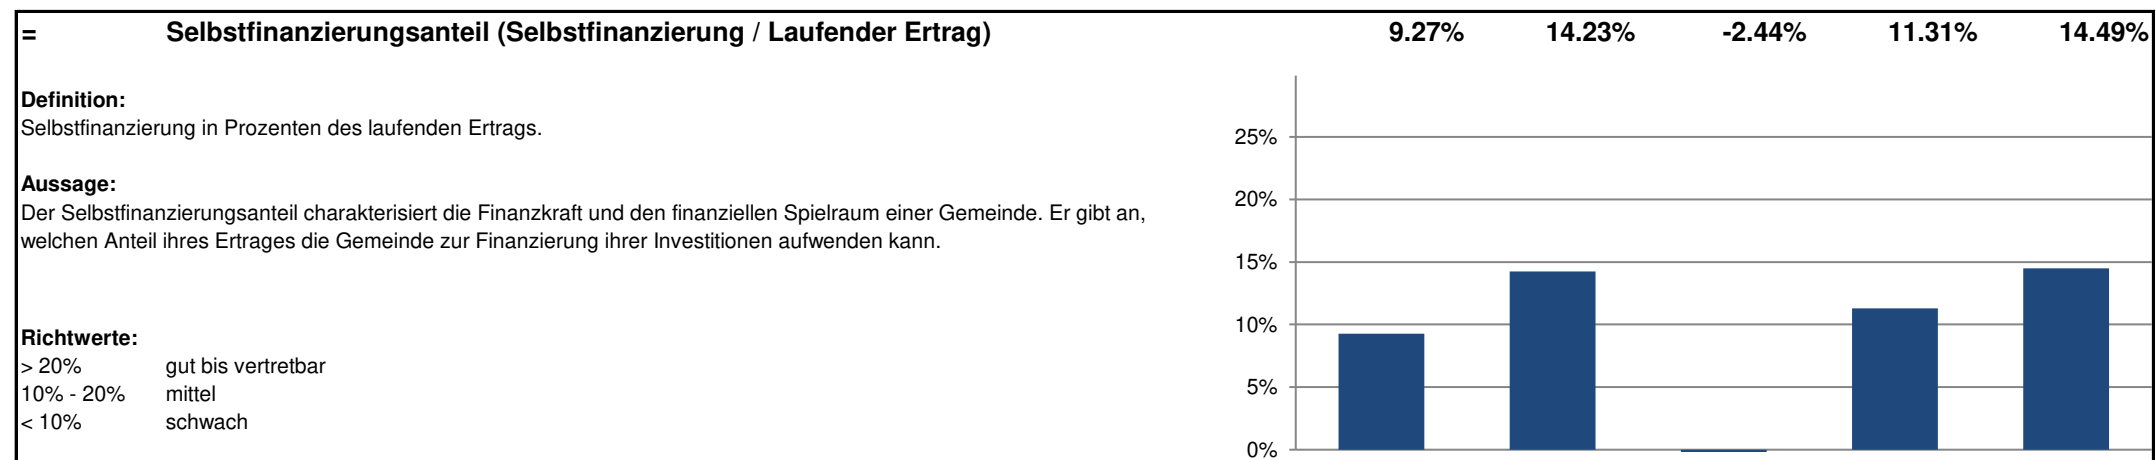 = Selbstfinanzierungsanteil (Selbstfinanzierung / Laufender Ertrag) 9.27% 14.23% -2.44% 11.31% 14.49%
Definition:
Selbstfinanzierung in Prozenten des laufenden Ertrags.
Aussage:
Der Selbstfinanzierungsanteil charakterisiert die Finanzkraft und den finanziellen Spielraum einer Gemeinde. Er gibt an,
welchen Anteil ihres Ertrages die Gemeinde zur Finanzierung ihrer Investitionen aufwenden kann.
Richtwerte:
> 20% gut bis vertretbar
10% - 20% mittel
< 10% schwach
25%
20%
15%
10%
5%
0%